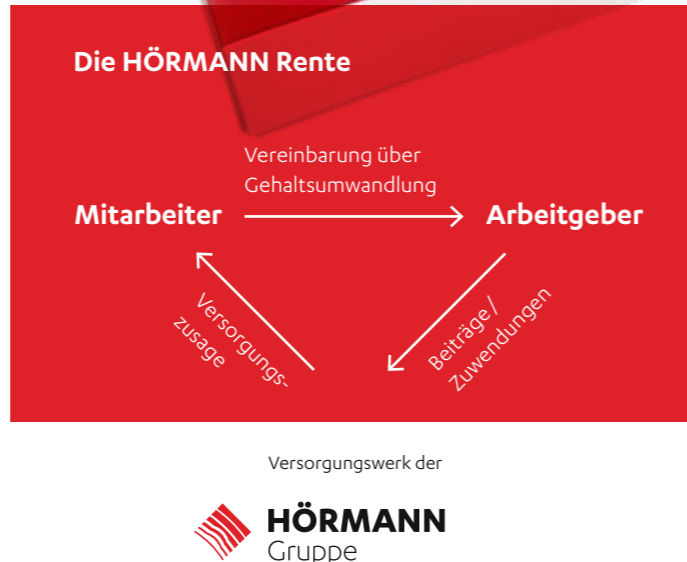 Die HÖRMANN Rente
Vereinbarung über
Gehaltsumwandlung
Mitarbeiter
Arbeitgeber
Versorgungs-
zusage
Beiträge/
Zuwendungen
Versorgungswerk der
HÖRMANN
Gruppe